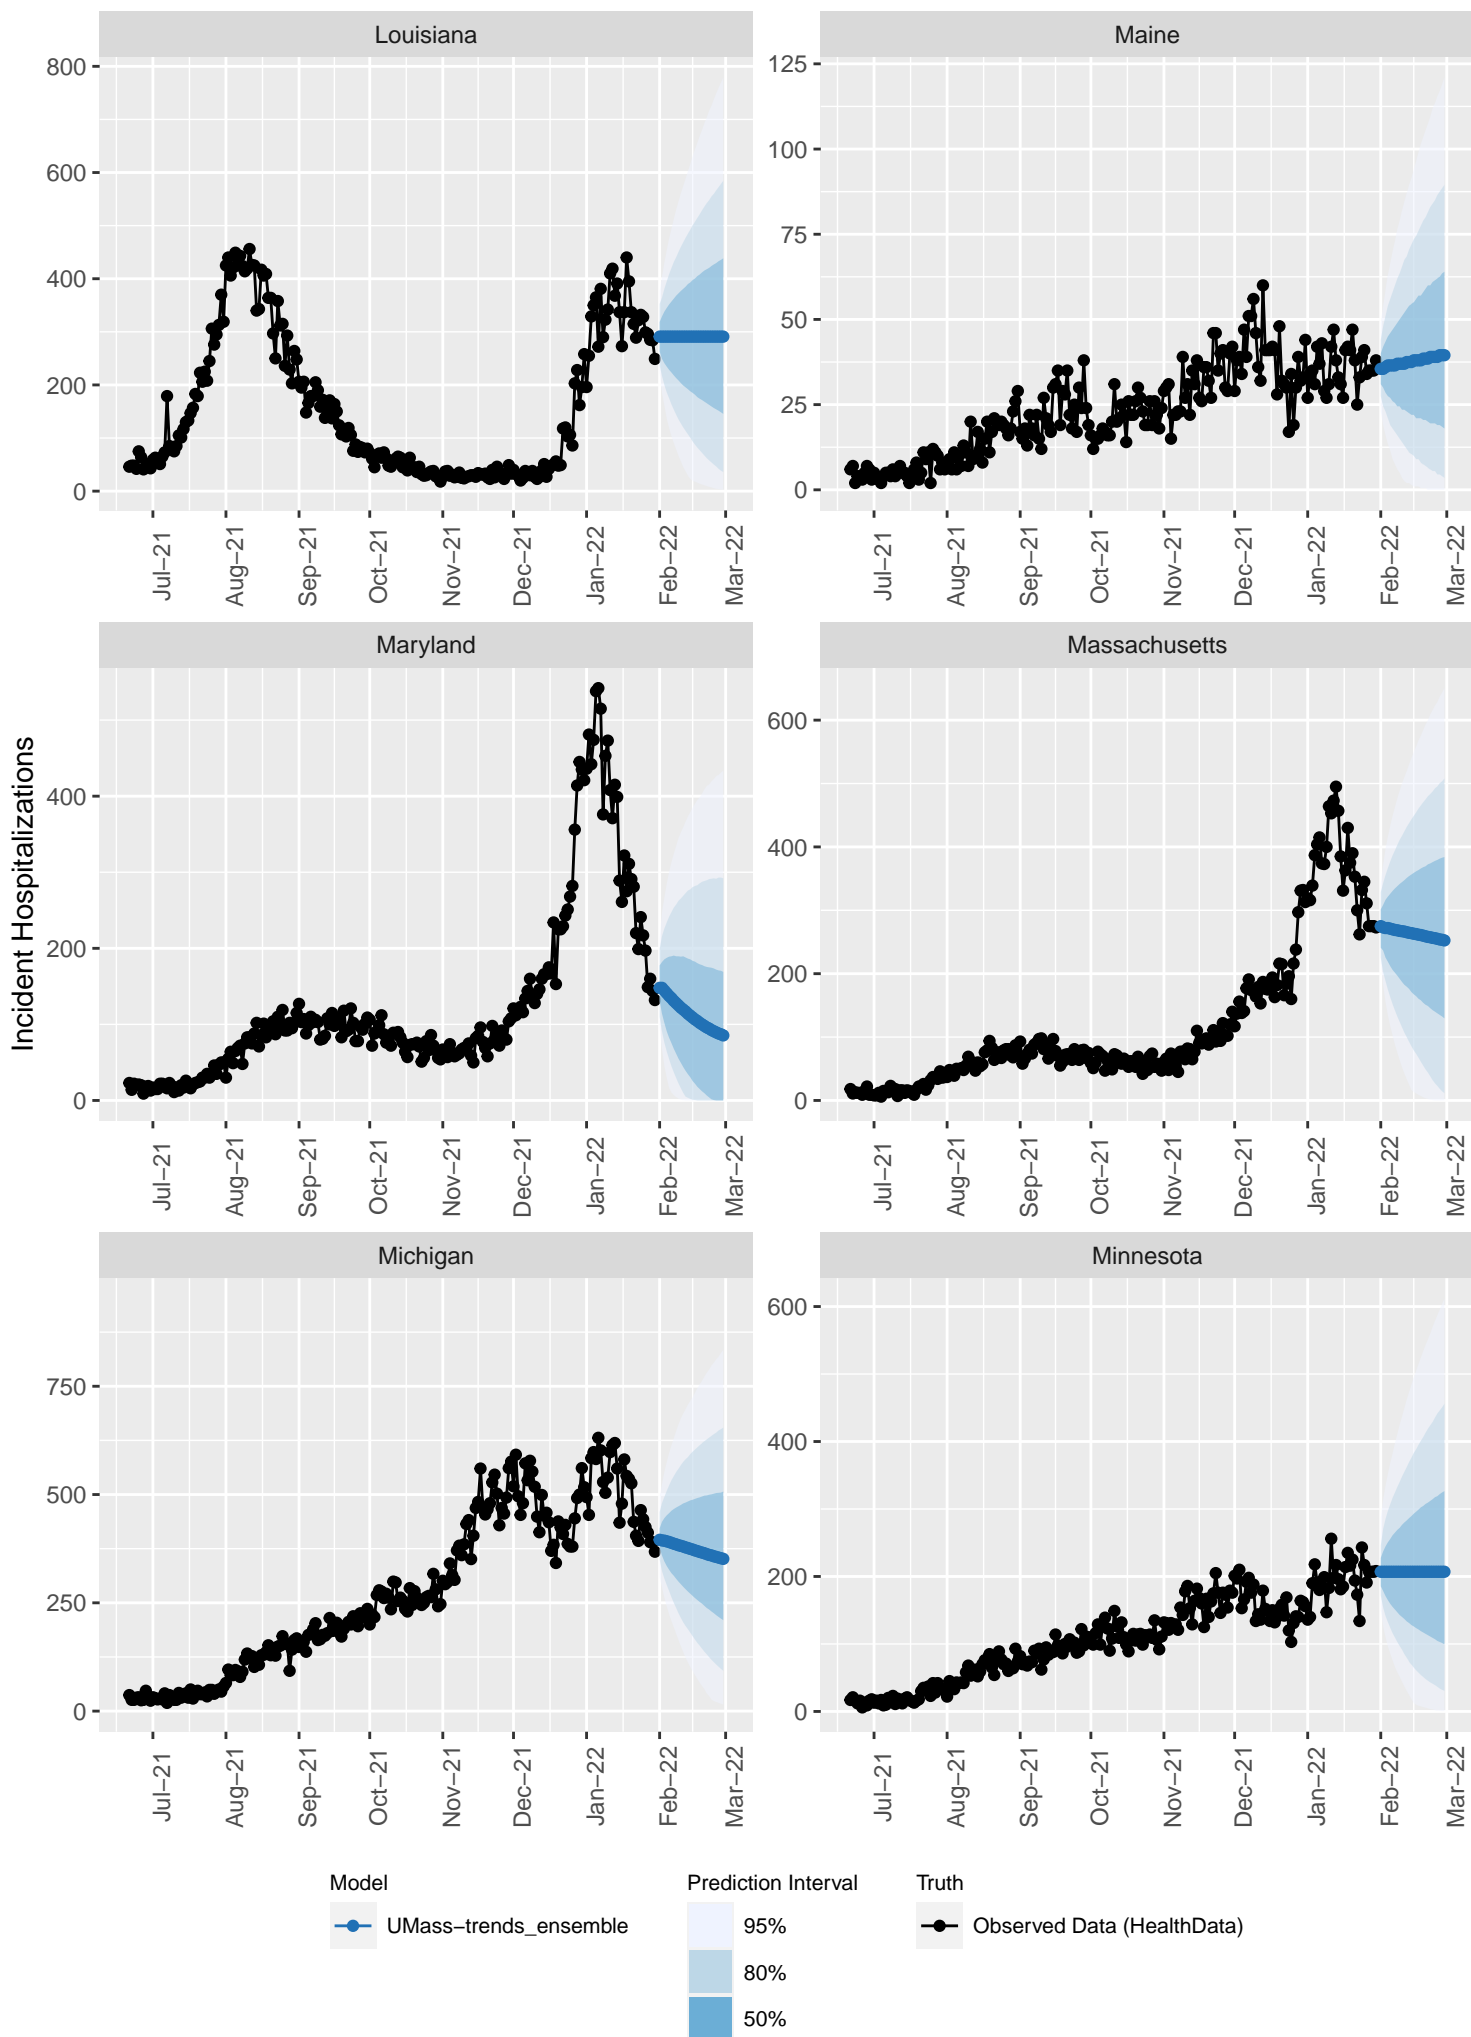 Louisiana
800
600
400
200
0
Jul−21
Aug−21
Sep−21
Oct−21
Nov−21
Dec−21
Jan−22
Feb−22
Mar−22
Maine
125
100
75
50
25
0
Jul−21
Aug−21
Sep−21
Oct−21
Nov−21
Dec−21
Jan−22
Feb−22
Mar−22
Incident Hospitalizations
Maryland
400
200
0
Jul−21
Aug−21
Sep−21
Oct−21
Nov−21
Dec−21
Jan−22
Feb−22
Mar−22
Massachusetts
600
400
200
0
Jul−21
Aug−21
Sep−21
Oct−21
Nov−21
Dec−21
Jan−22
Feb−22
Mar−22
Michigan
750
500
250
0
Jul−21
Aug−21
Sep−21
Oct−21
Nov−21
Dec−21
Jan−22
Feb−22
Mar−22
Minnesota
600
400
200
0
Jul−21
Aug−21
Sep−21
Oct−21
Nov−21
Dec−21
Jan−22
Feb−22
Mar−22
Model
UMass−trends_ensemble
Prediction Interval
95%
80%
50%
Truth
Observed Data (HealthData)